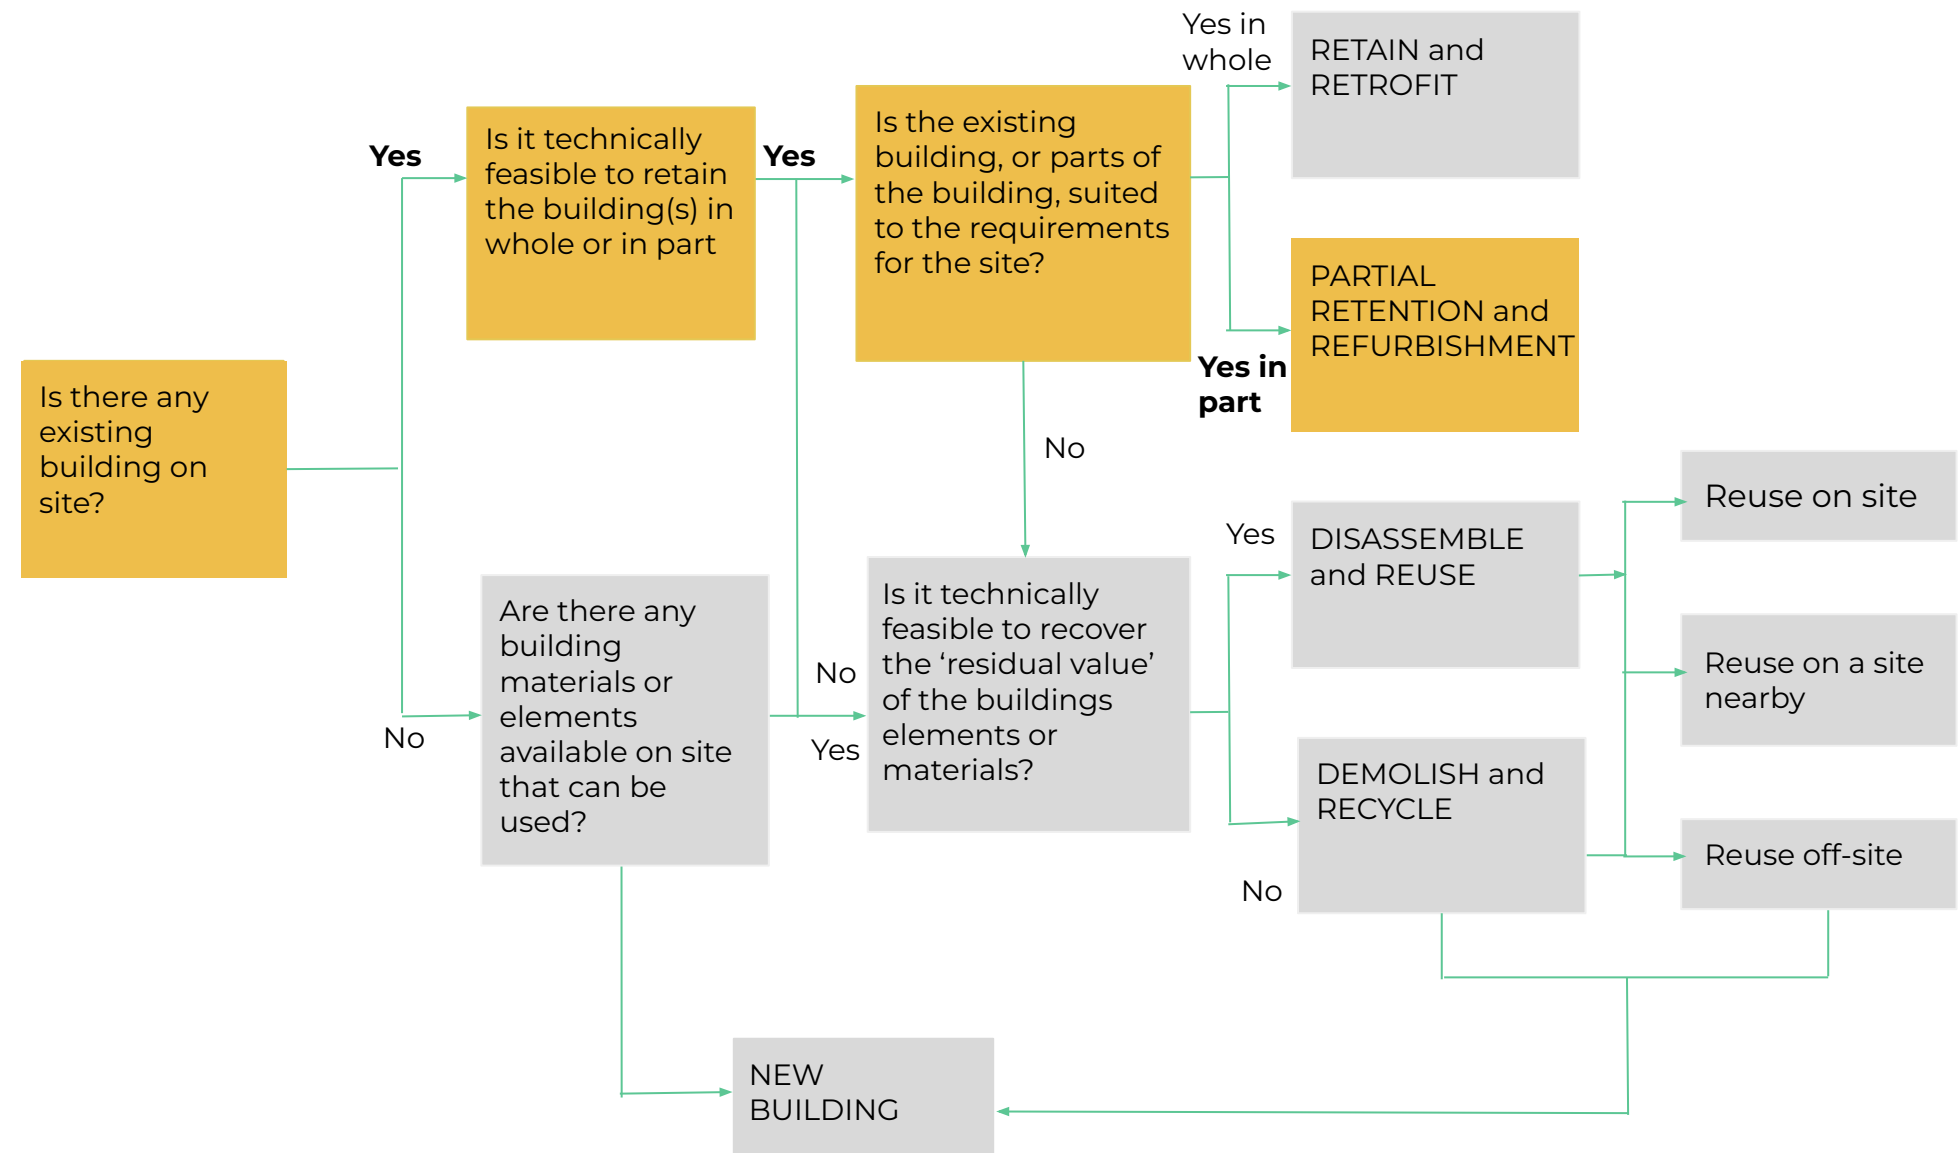 Is there any
existing
building on
site?
Yes
No
Is it technically
feasible to retain
the building(s) in
whole or in part
Are there any
building
materials or
elements
available on site
that can be
used?
Yes
No
Yes
Is the existing
building, or parts of
the building, suited
to the requirements
for the site?
No
Is it technically
feasible to recover
the ‘residual value’
of the buildings
elements or
materials?
Yes in
whole
Yes in
part
RETAIN and
RETROFIT
PARTIAL
RETENTION and
REFURBISHMENT
Yes
No
DISASSEMBLE
and REUSE
DEMOLISH and
RECYCLE
Reuse on site
Reuse on a site
nearby
Reuse off-site
NEW
BUILDING